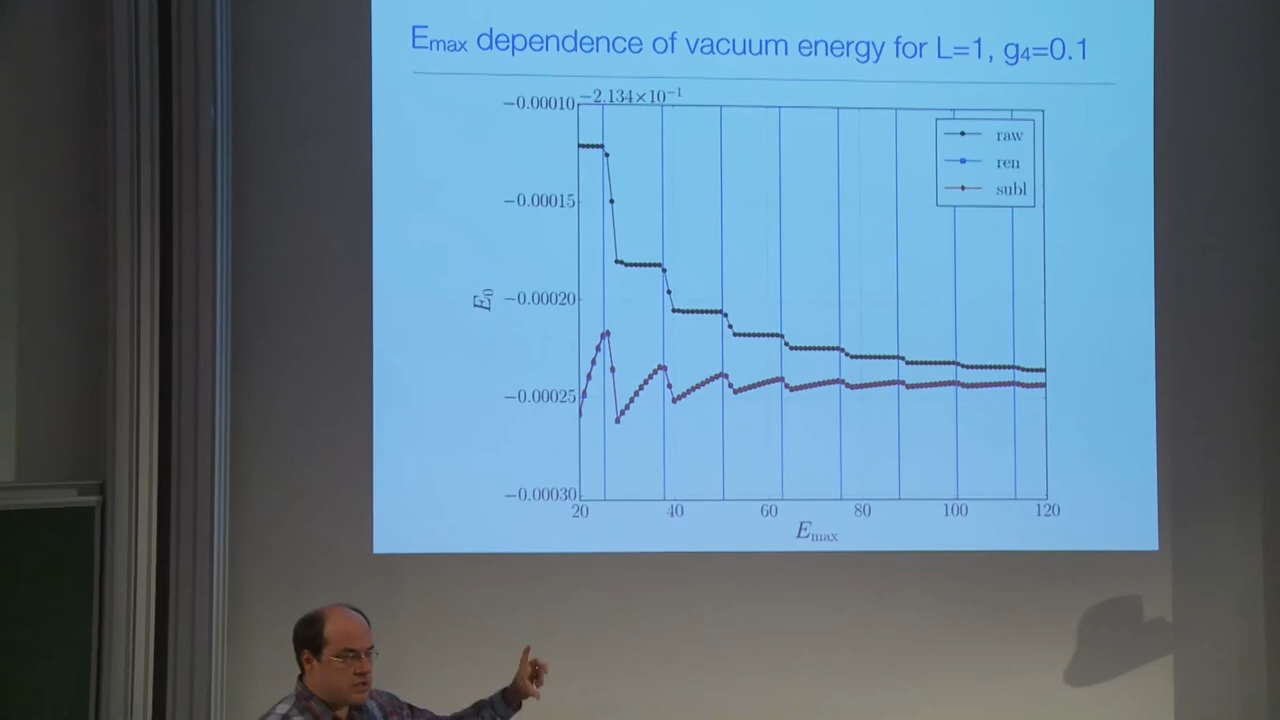 Emax dependence of vacuum energy for L=1, g₄=0.1
−2.134×10⁻¹
−0.00010
−0.00015
−0.00020
−0.00025
−0.00030
E₀
raw
ren
subl
20 40 60 80 100 120
Emax